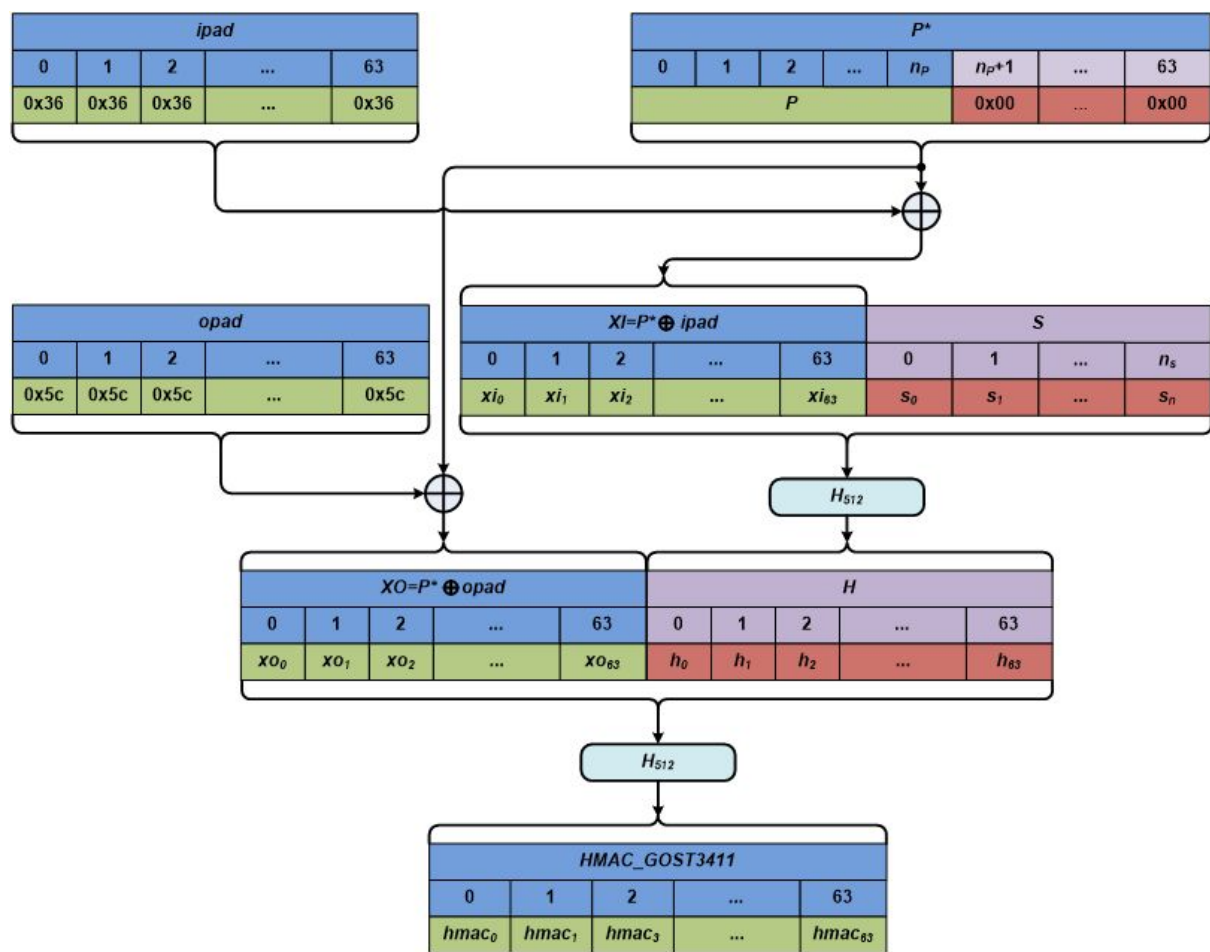 ipad
0 1 2 ... 63
0x36 0x36 0x36 ... 0x36
P*
0 1 2 ... nₚ nₚ+1 ... 63
P 0x00 ... 0x00
opad
0 1 2 ... 63
0x5c 0x5c 0x5c ... 0x5c
XI=P*⊕ipad S
0 1 2 ... 63 0 1 ... nₛ
xi₀ xi₁ xi₂ ... xi₆₃ s₀ s₁ ... sₙ
H₅₁₂
XO=P*⊕opad H
0 1 2 ... 63 0 1 2 ... 63
xo₀ xo₁ xo₂ ... xo₆₃ h₀ h₁ h₂ ... h₆₃
H₅₁₂
HMAC_GOST3411
0 1 2 ... 63
hmac₀ hmac₁ hmac₃ ... hmac₆₃